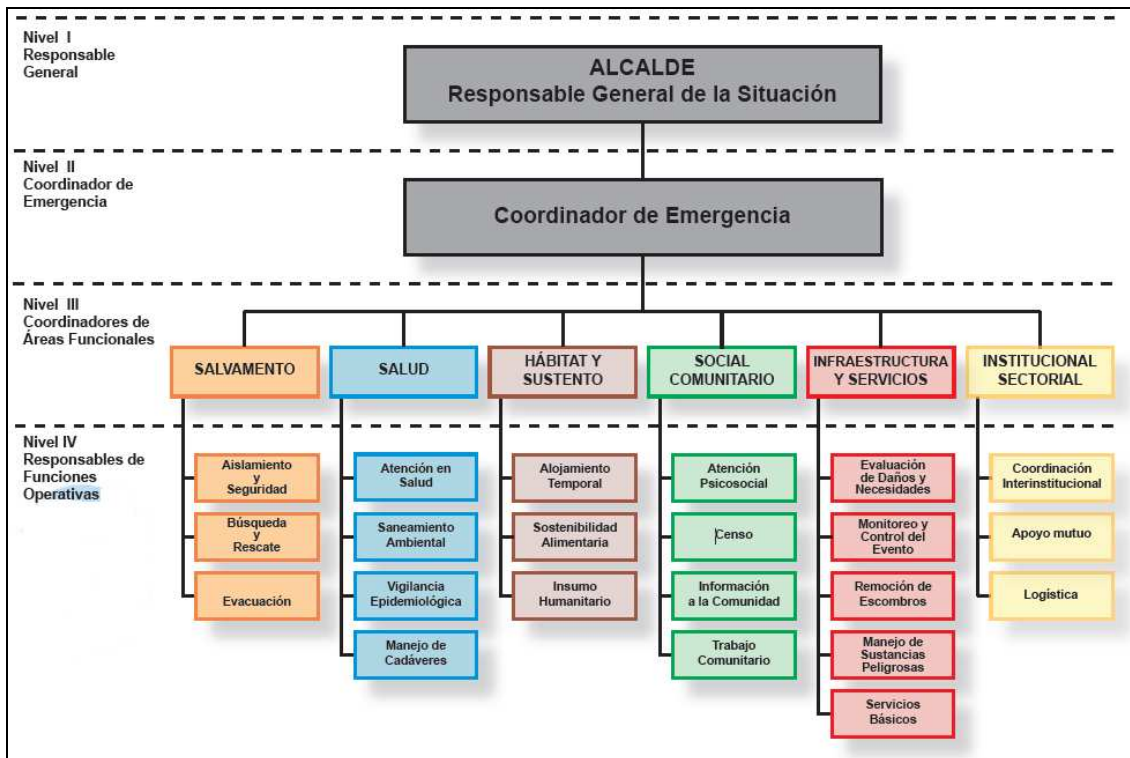 Nivel I
Responsable
General
ALCALDE
Responsable General de la Situación
Nivel II
Coordinador de
Emergencia
Coordinador de Emergencia
Nivel III
Coordinadores de
Áreas Funcionales
SALVAMENTO
SALUD
HÁBITAT Y
SUSTENTO
SOCIAL
COMUNITARIO
INFRAESTRUCTURA
Y SERVICIOS
INSTITUCIONAL
SECTORIAL
Nivel IV
Responsables de
Funciones
Operativas
Aislamiento
y
Seguridad
Búsqueda
y
Rescate
Evacuación
Atención en
Salud
Saneamiento
Ambiental
Vigilancia
Epidemiológica
Manejo de
Cadáveres
Alojamiento
Temporal
Sostenibilidad
Alimentaria
Insumo
Humanitario
Atención
Psicosocial
Censo
Información
a la Comunidad
Trabajo
Comunitario
Evaluación
de Daños y
Necesidades
Monitoreo y
Control del
Evento
Remoción de
Escombros
Manejo de
Sustancias
Peligrosas
Servicios
Básicos
Coordinación
Interinstitucional
Apoyo mutuo
Logística